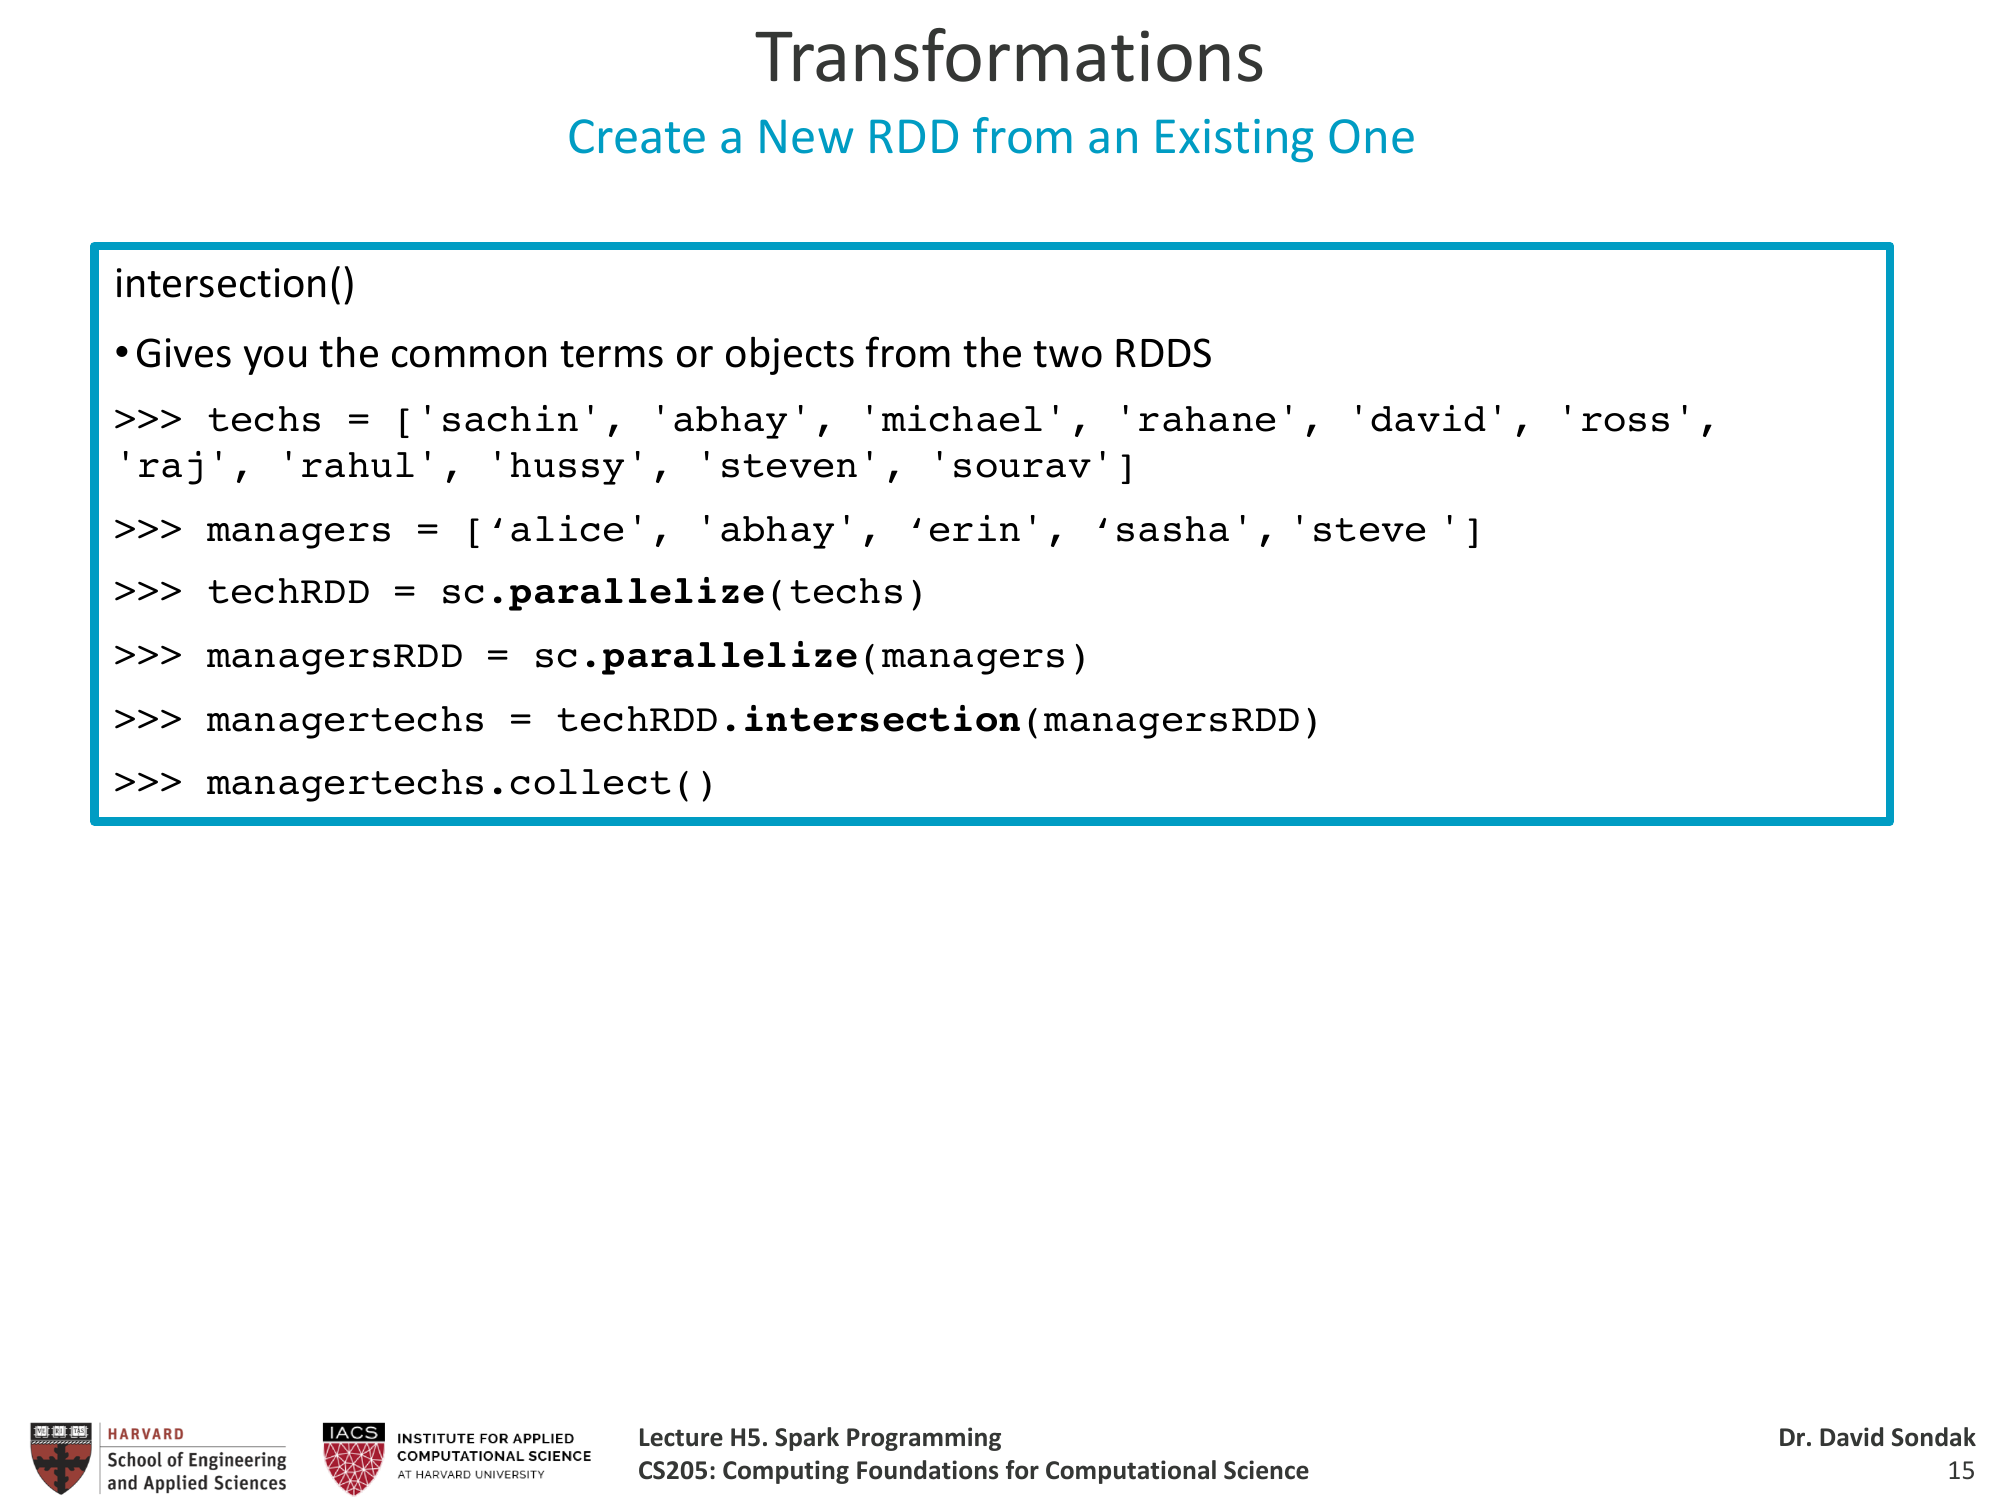 Transformations
Create a New RDD from an Existing One
intersection()
•Gives you the common terms or objects from the two RDDS
>>> techs = ['sachin', 'abhay', 'michael', 'rahane', 'david', 'ross',
'raj', 'rahul', 'hussy', 'steven', 'sourav']
>>> managers = [‘alice', 'abhay', ‘erin', ‘sasha', 'steve ']
>>> techRDD = sc.parallelize(techs)
>>> managersRDD = sc.parallelize(managers)
>>> managertechs = techRDD.intersection(managersRDD)
>>> managertechs.collect()
HARVARD
School of Engineering
and Applied Sciences
IACS
INSTITUTE FOR APPLIED
COMPUTATIONAL SCIENCE
AT HARVARD UNIVERSITY
Lecture H5. Spark Programming
CS205: Computing Foundations for Computational Science
Dr. David Sondak
15